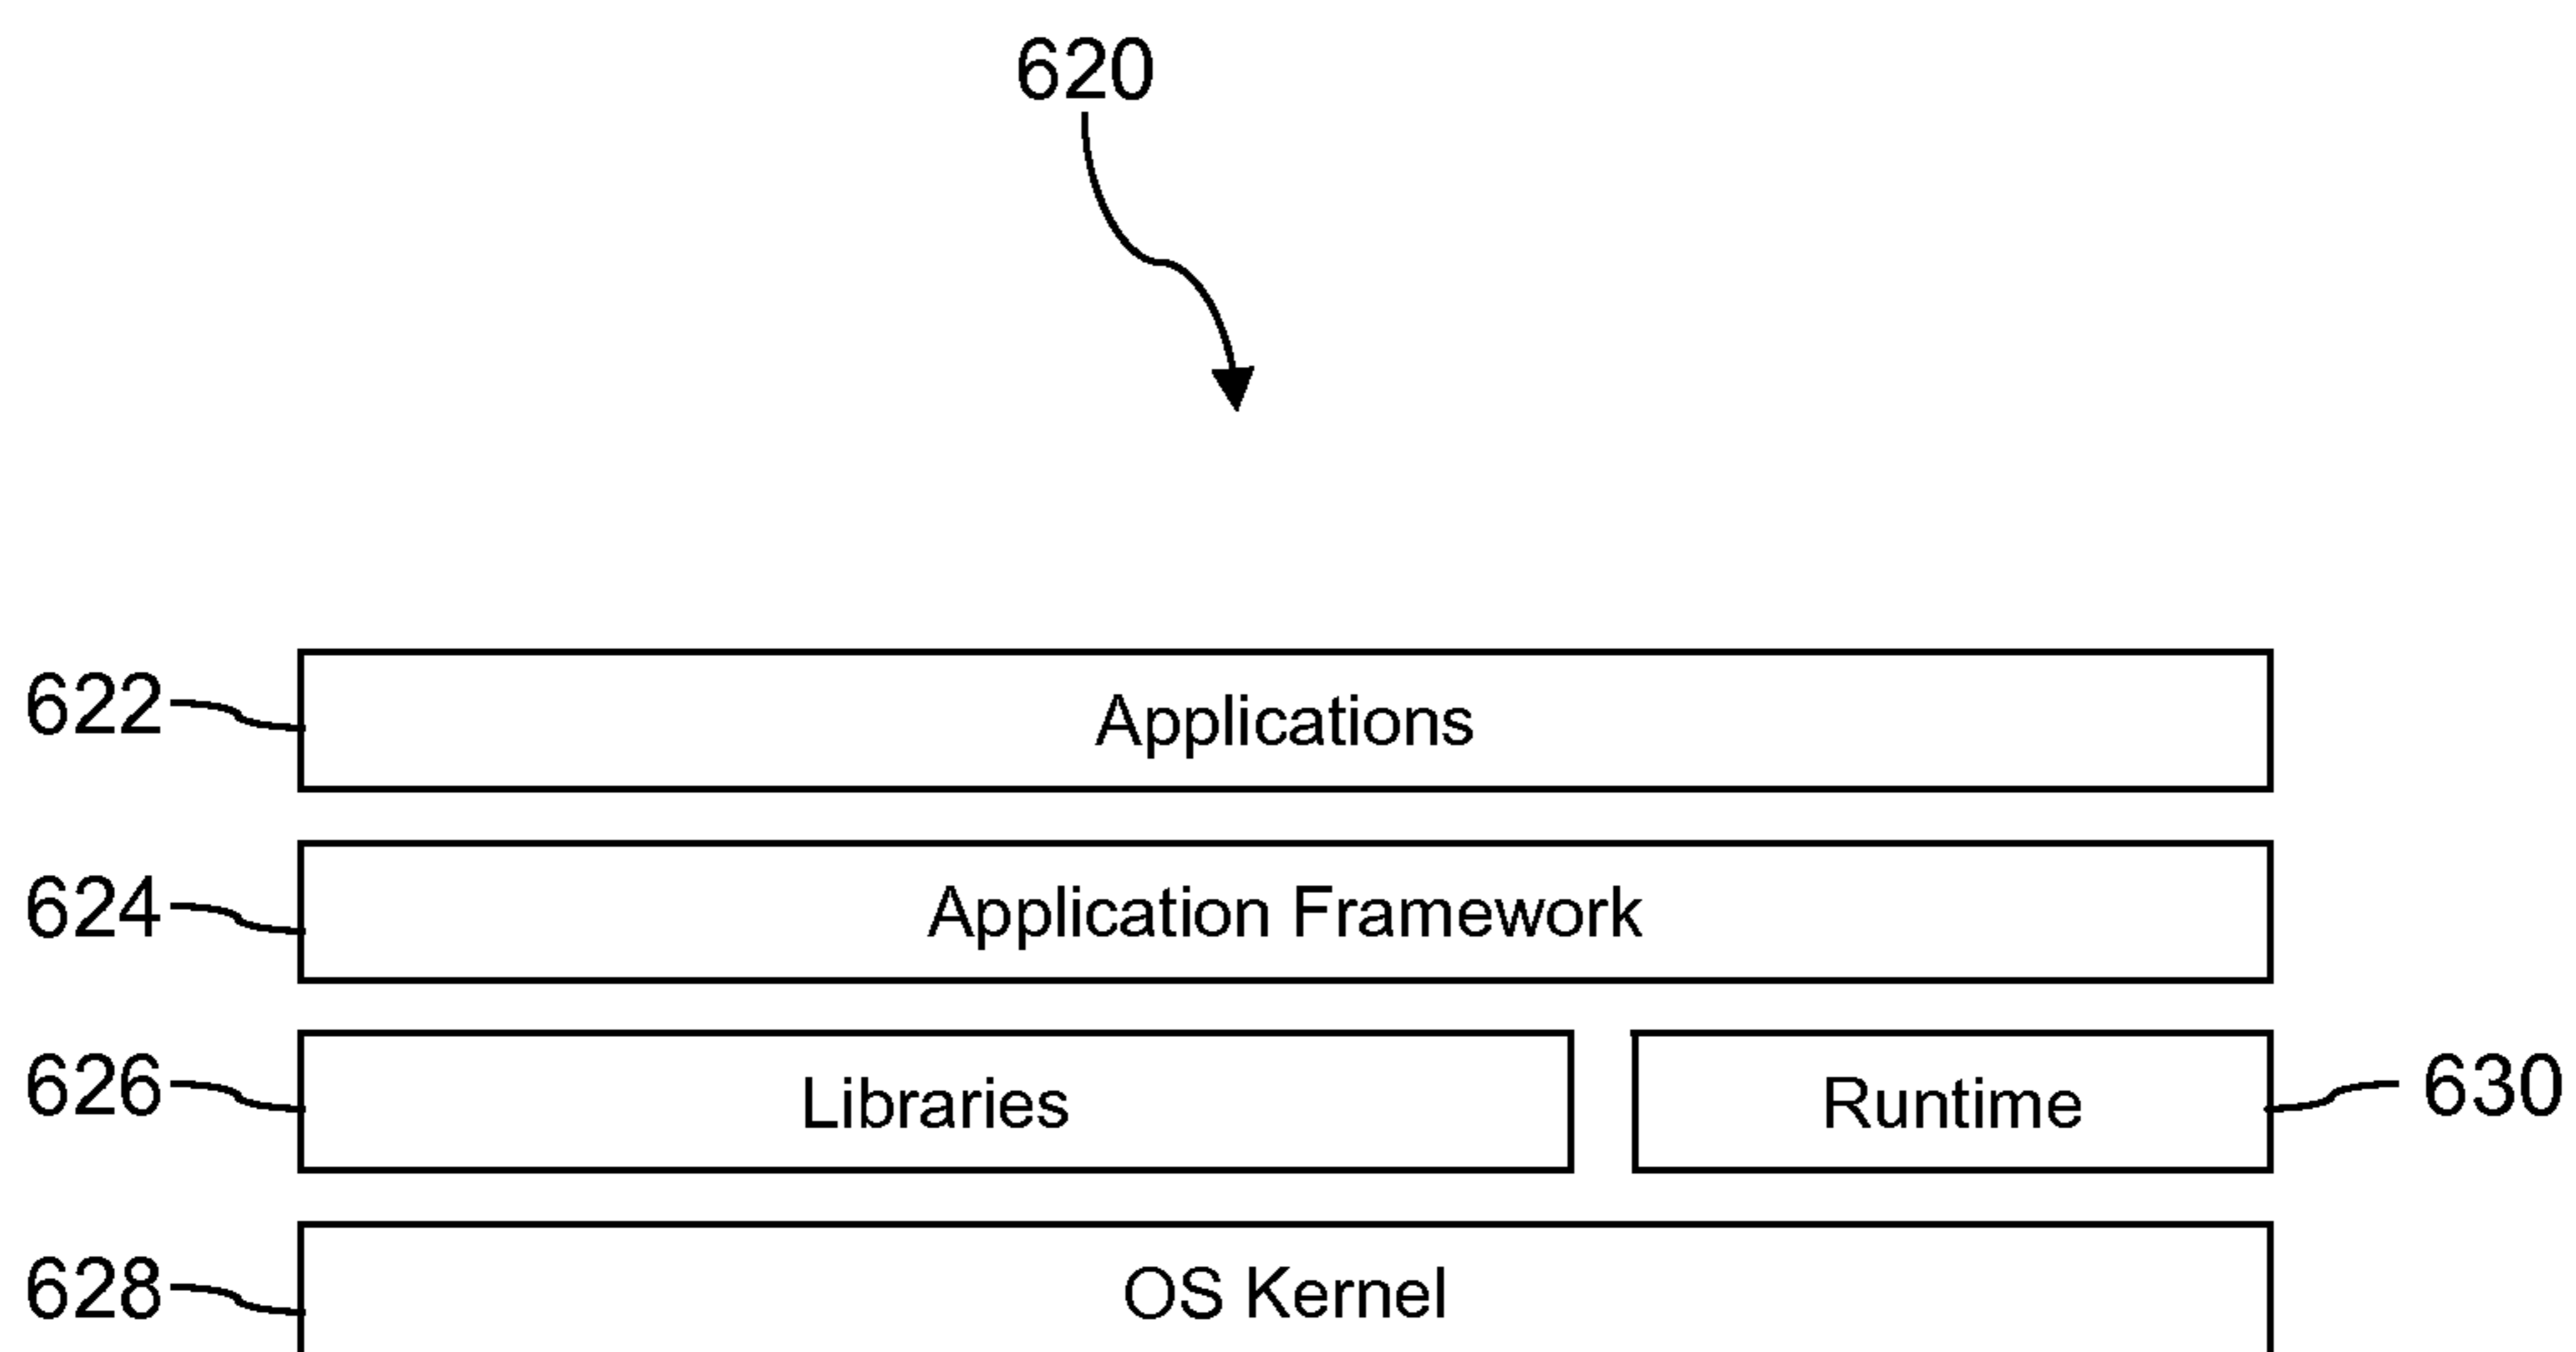 620
622 Applications
624 Application Framework
626 Libraries Runtime 630
628 OS Kernel